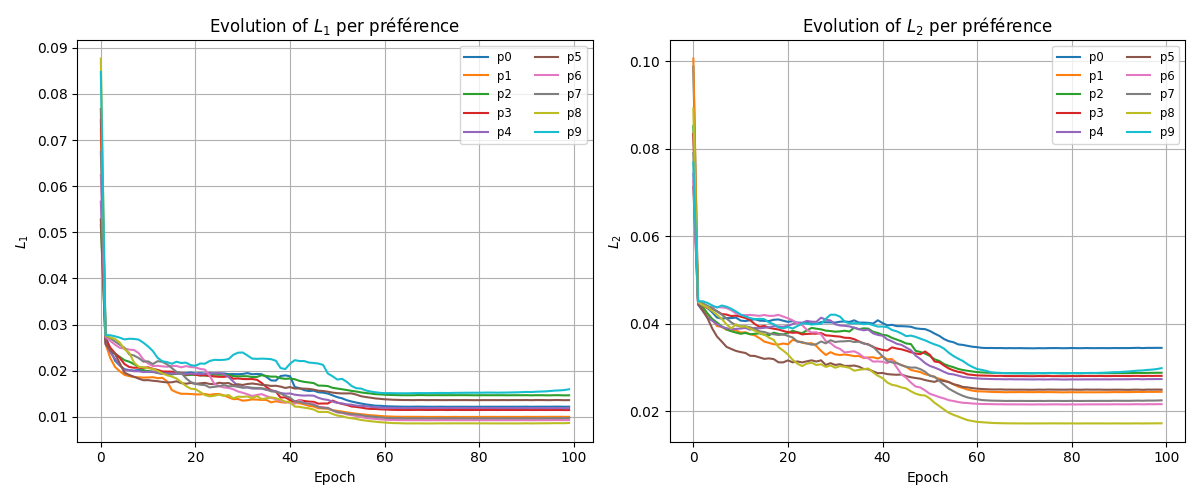 Evolution of L₁ per préférence
0.09
0.08
0.07
0.06
0.05
0.04
0.03
0.02
0.01
L₁
0 20 40 60 80 100
Epoch
p0 p5
p1 p6
p2 p7
p3 p8
p4 p9
Evolution of L₂ per préférence
0.10
0.08
0.06
0.04
0.02
L₂
0 20 40 60 80 100
Epoch
p0 p5
p1 p6
p2 p7
p3 p8
p4 p9